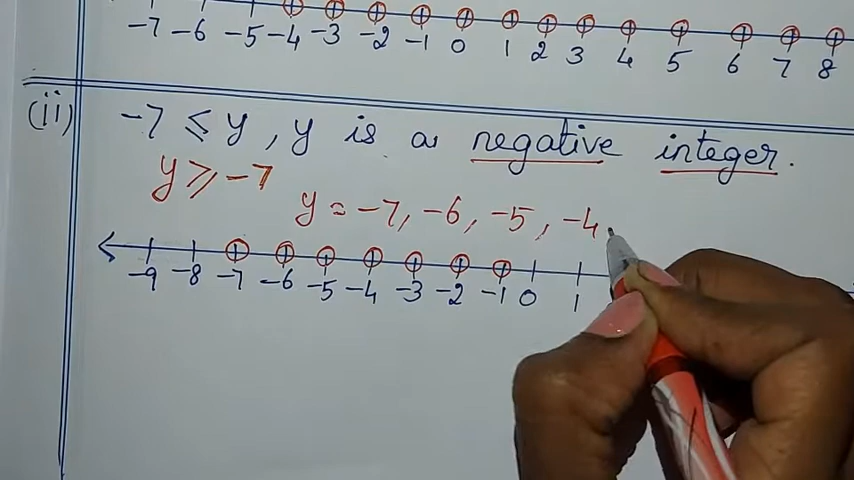 -7 -6 -5 -4 -3 -2 -1 0 1 2 3 4 5 6 7 8
(ii) -7 ≤ y , y is a negative integer.
y ≥ -7
y = -7, -6, -5, -4
-9 -8 -7 -6 -5 -4 -3 -2 -1 0 1